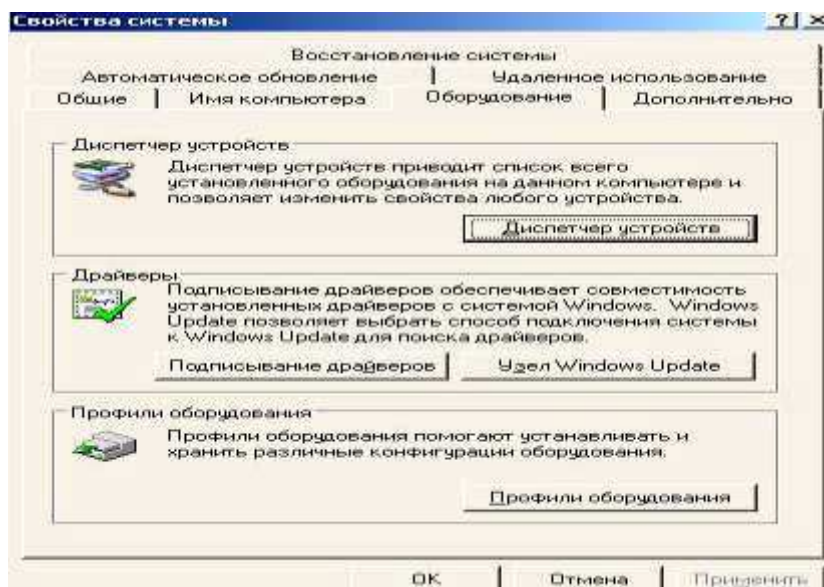 Свойства системы
Восстановление системы
Автоматическое обновление
Удаленное использование
Общие
Имя компьютера
Оборудование
Дополнительно
Диспетчер устройств
Диспетчер устройств приводит список всего
установленного оборудования на данном компьютере и
позволяет изменить свойства любого устройства.
Диспетчер устройств
Драйверы
Подписывание драйверов обеспечивает совместимость
установленных драйверов с системой Windows. Windows
Update позволяет выбрать способ подключения системы
к Windows Update для поиска драйверов.
Подписывание драйверов
Узел Windows Update
Профили оборудования
Профили оборудования помогают устанавливать и
хранить различные конфигурации оборудования.
Профили оборудования
OK
Отмена
Применить